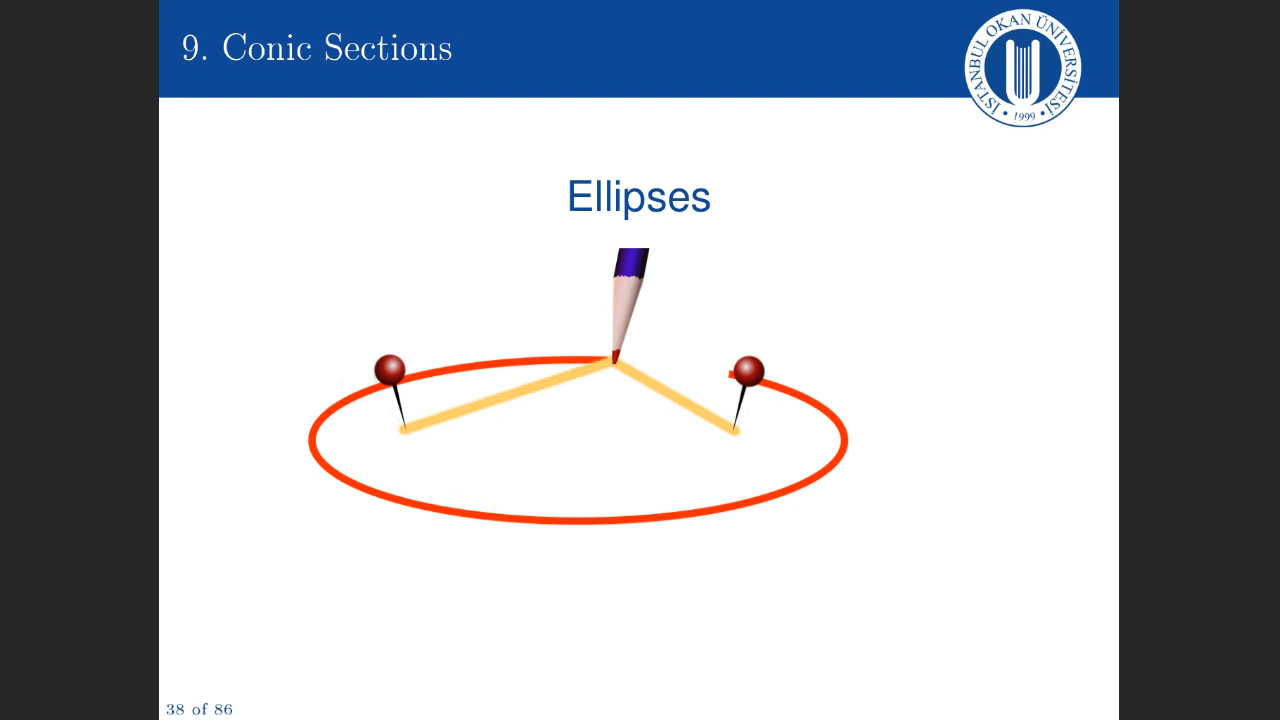 9. Conic Sections
İSTANBUL OKAN ÜNİVERSİTESİ
• 1999 •
Ellipses
38 of 86